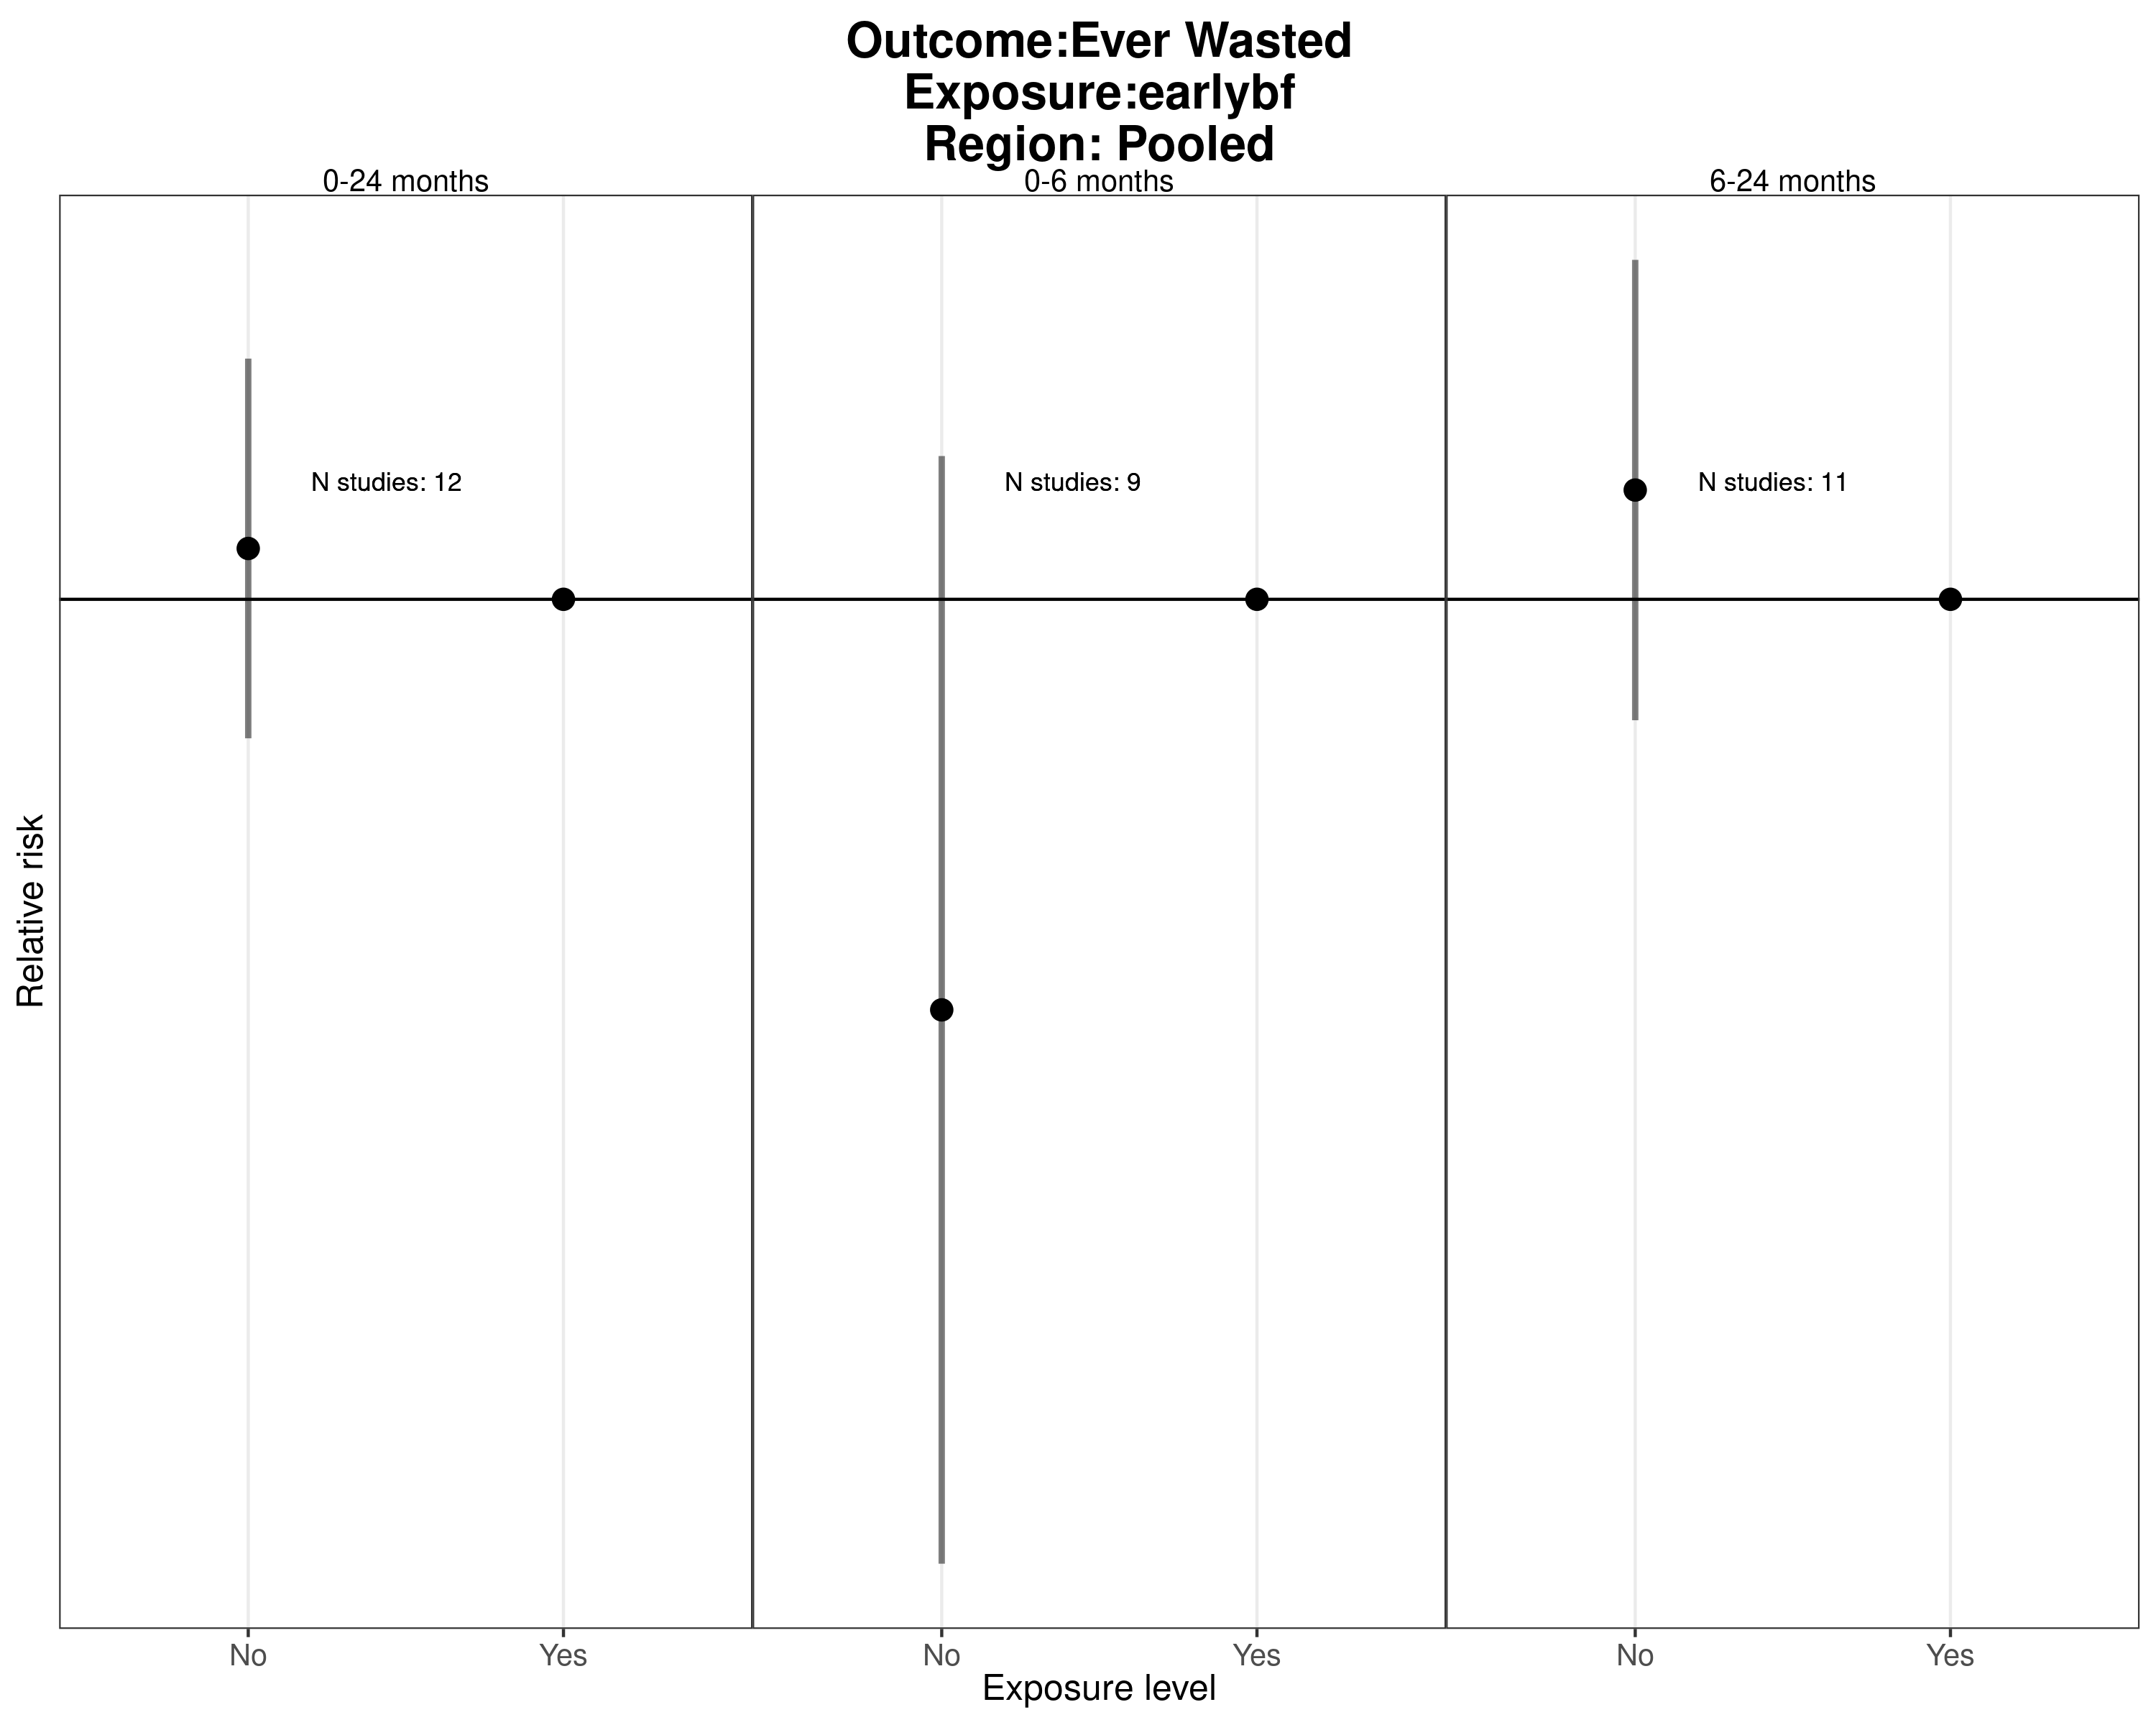 Outcome:Ever Wasted
Exposure:earlybf
Region: Pooled
0-24 months
0-6 months
6-24 months
N studies: 12
N studies: 9
N studies: 11
Relative risk
No
Yes
No
Yes
No
Yes
Exposure level